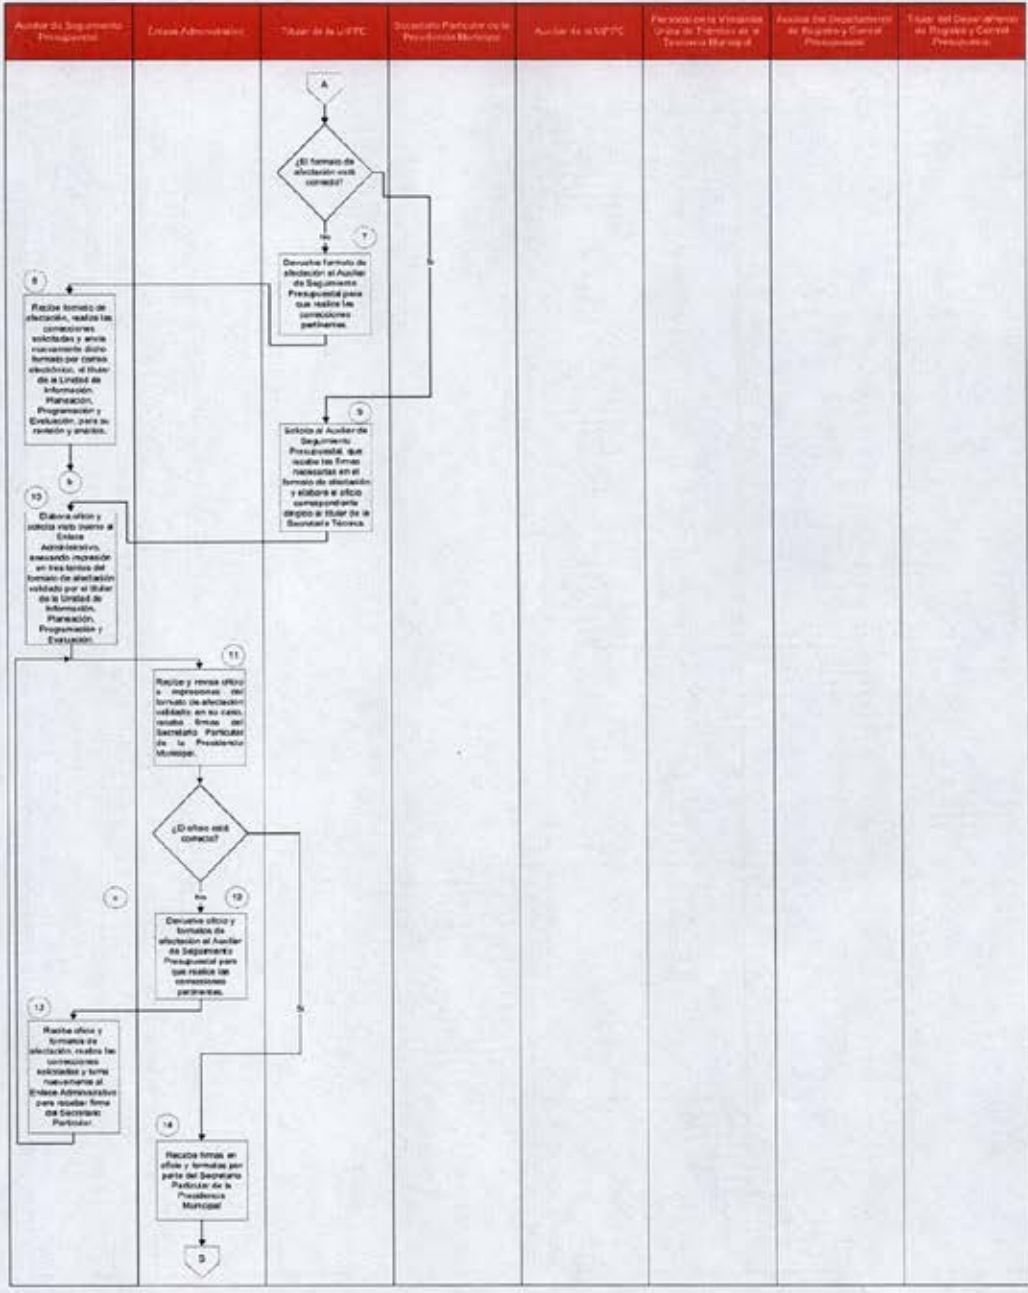 Auxiliar de Seguimiento
Presupuestal
Enlace Administrativo
Titular de la UIPPE
Secretario Particular de la
Presidencia Municipal
Auxiliar de la
Tesorería Municipal
Auxiliar del Departamento
de Registro y Control
Presupuestal
Titular del Departamento
de Registro y Control
Presupuestal
A
¿El formato de
afectación está
correcto?
No
7
Si
Devuelve formato de
afectación al Auxiliar
de Seguimiento
Presupuestal para
que realice las
correcciones
pertinentes.
8
Recibe formato de
afectación, realiza las
correcciones
solicitadas y envía
nuevamente dicho
formato por correo
electrónico, al titular
de la Unidad de
Información,
Planeación,
Programación y
Evaluación, para su
revisión y análisis.
9
Solicita al Auxiliar de
Seguimiento
Presupuestal, que
recabe las firmas
necesarias en el
formato de afectación
y elabore el oficio
correspondiente
dirigido al titular de la
Secretaría Técnica.
10
Elabora oficio y
solicita visto bueno al
Enlace
Administrativo,
anexando impresión
en tres tantos del
formato de afectación
validado por el titular
de la Unidad de
Información,
Planeación,
Programación y
Evaluación.
11
Recibe y revisa oficio
e impresiones del
formato de afectación
validado, en su caso,
recaba firmas del
Secretario Particular
de la Presidencia
Municipal.
¿El oficio está
correcto?
No
12
Devuelve oficio y
formatos de
afectación al Auxiliar
de Seguimiento
Presupuestal para
que realice las
correcciones
pertinentes.
Si
13
Recibe oficio y
formatos de
afectación, realiza las
correcciones
solicitadas y turna
nuevamente al
Enlace Administrativo
para recabar firma
del Secretario
Particular.
14
Recaba firmas en
oficio y formatos por
parte del Secretario
Particular de la
Presidencia
Municipal